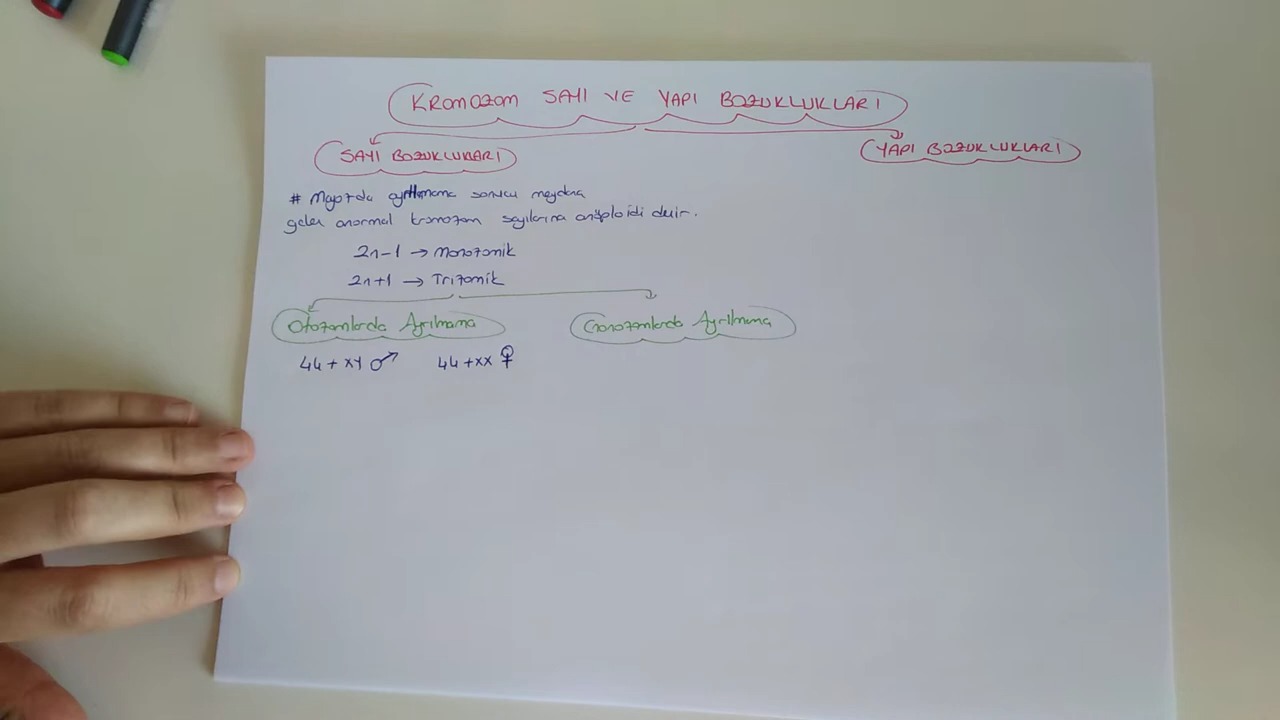 KROMOZOM SAYI VE YAPI BOZUKLUKLARI
SAYI BOZUKLUKLARI
YAPI BOZUKLUKLARI
# Mayozda ayrılmama sonucu meydana
gelen anormal kromozom sayılarına anöploidi denir.
2n-1 → Monozomik
2n+1 → Trizomik
Otozomlarda Ayrılmama
Gonozomlarda Ayrılmama
44 + XY ♂ 44 + XX ♀